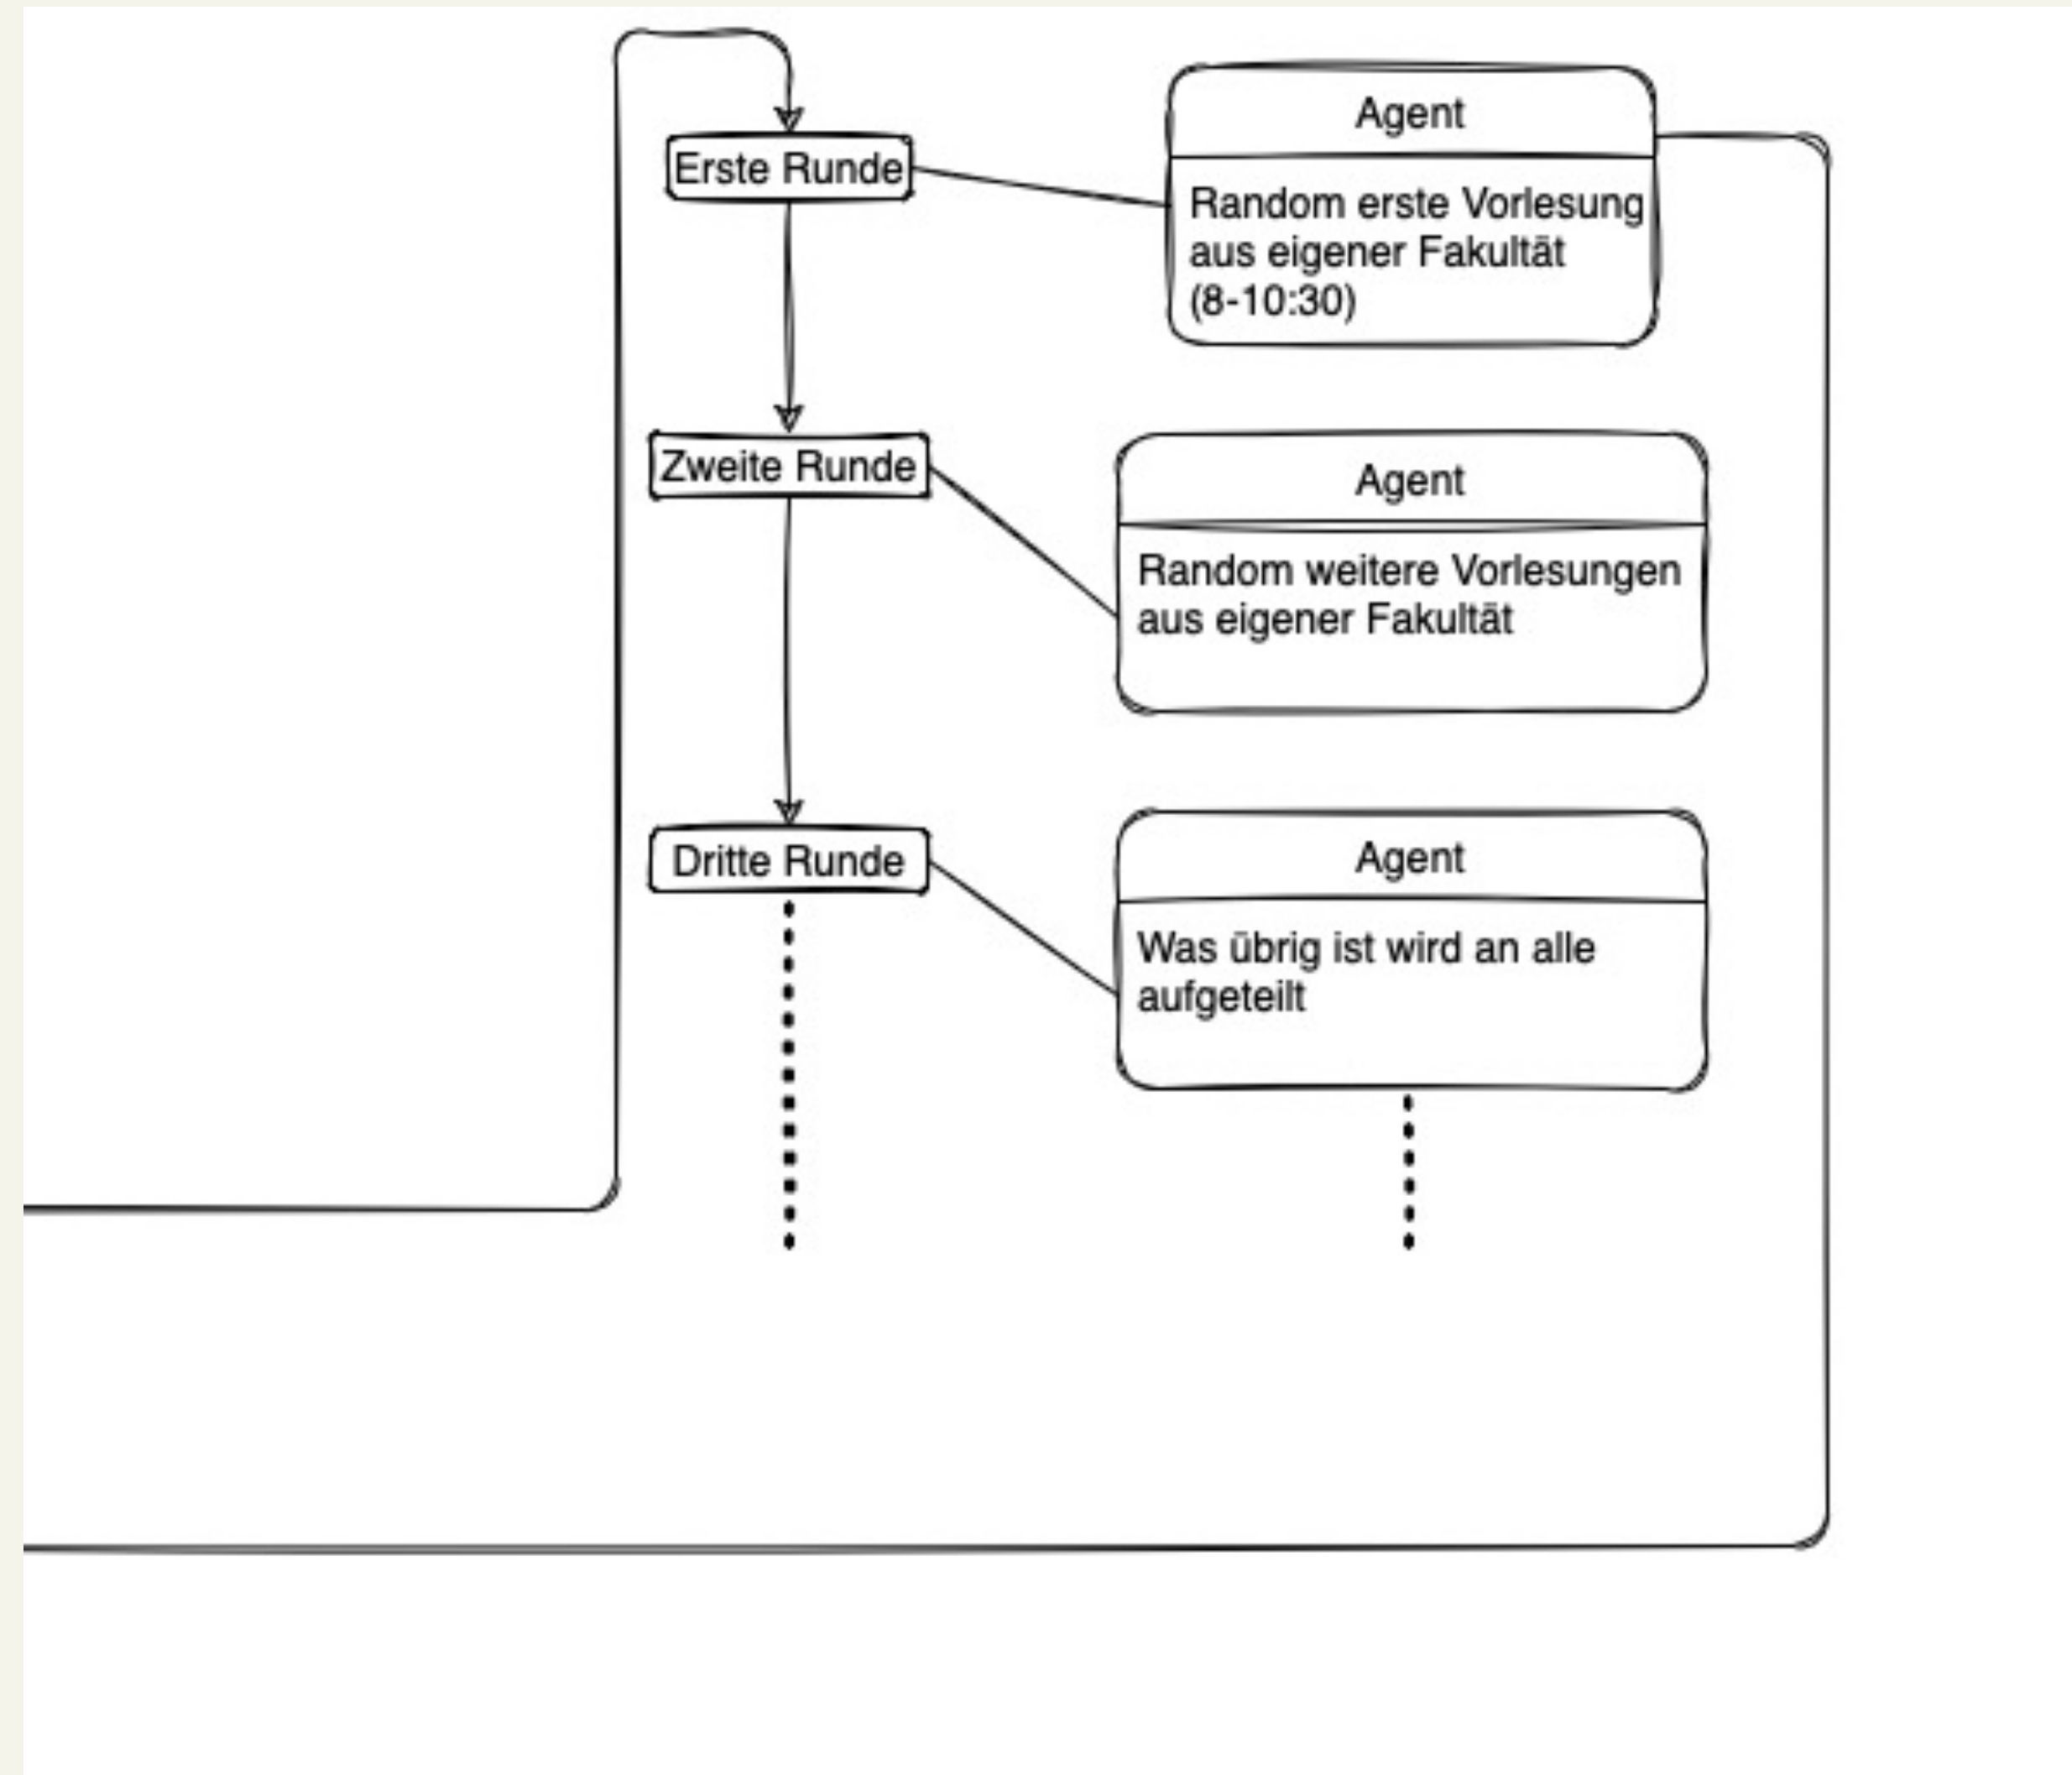 Erste Runde
Agent
Random erste Vorlesung
aus eigener Fakultät
(8-10:30)
Zweite Runde
Agent
Random weitere Vorlesungen
aus eigener Fakultät
Dritte Runde
Agent
Was übrig ist wird an alle
aufgeteilt